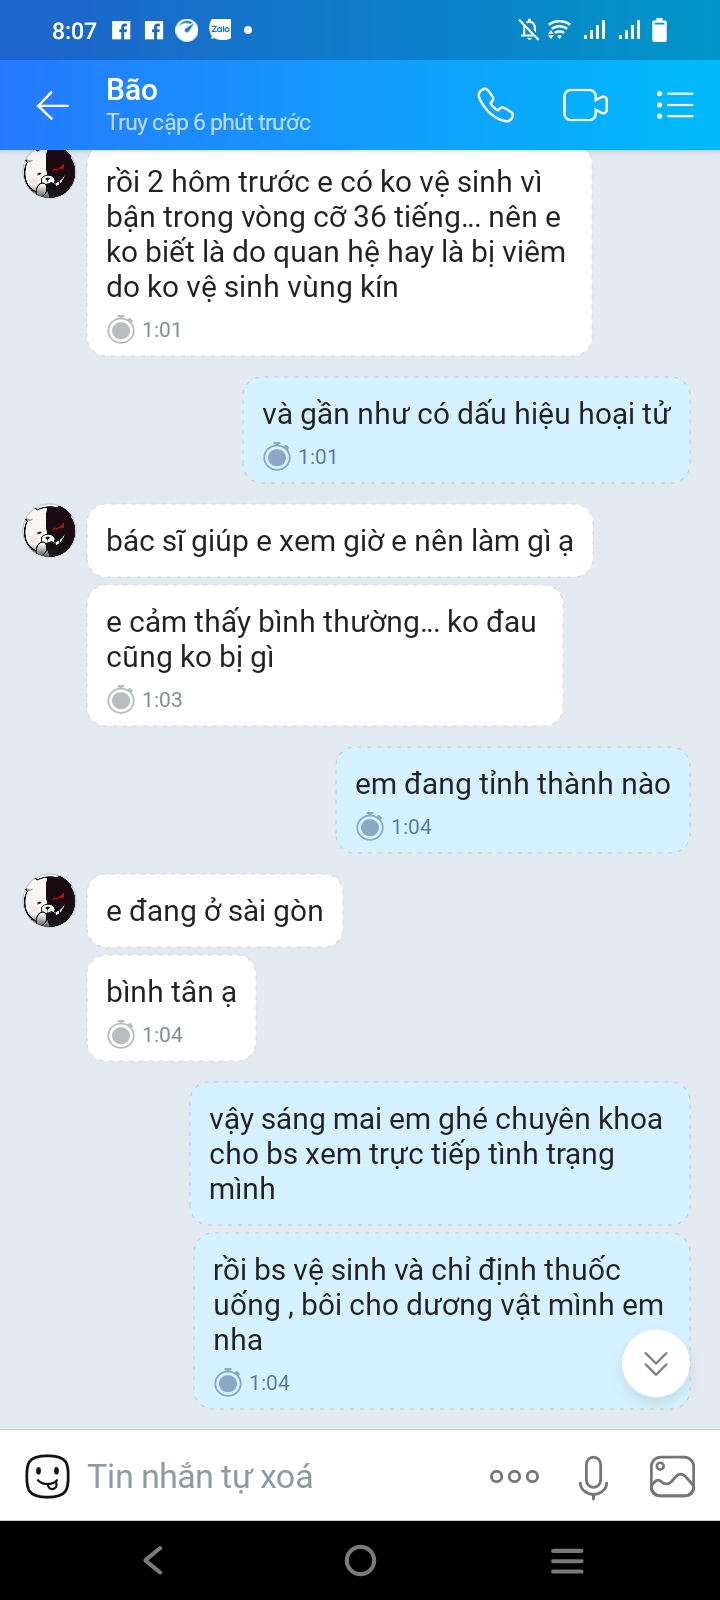 8:07
Zalo
Bão
Truy cập 6 phút trước
rồi 2 hôm trước e có ko vệ sinh vì
bận trong vòng cỡ 36 tiếng... nên e
ko biết là do quan hệ hay là bị viêm
do ko vệ sinh vùng kín
1:01
và gần như có dấu hiệu hoại tử
1:01
bác sĩ giúp e xem giờ e nên làm gì ạ
e cảm thấy bình thường... ko đau
cũng ko bị gì
1:03
em đang tỉnh thành nào
1:04
e đang ở sài gòn
bình tân ạ
1:04
vậy sáng mai em ghé chuyên khoa
cho bs xem trực tiếp tình trạng
mình
rồi bs vệ sinh và chỉ định thuốc
uống , bôi cho dương vật mình em
nha
1:04
Tin nhắn tự xoá